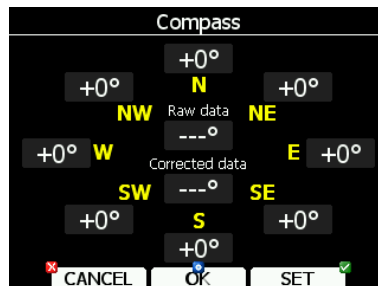 Compass
+0°
+0° N +0°
NW Raw data NE
---°
+0° W E +0°
Corrected data
SW ---° SE
+0° S +0°
+0°
CANCEL OK SET